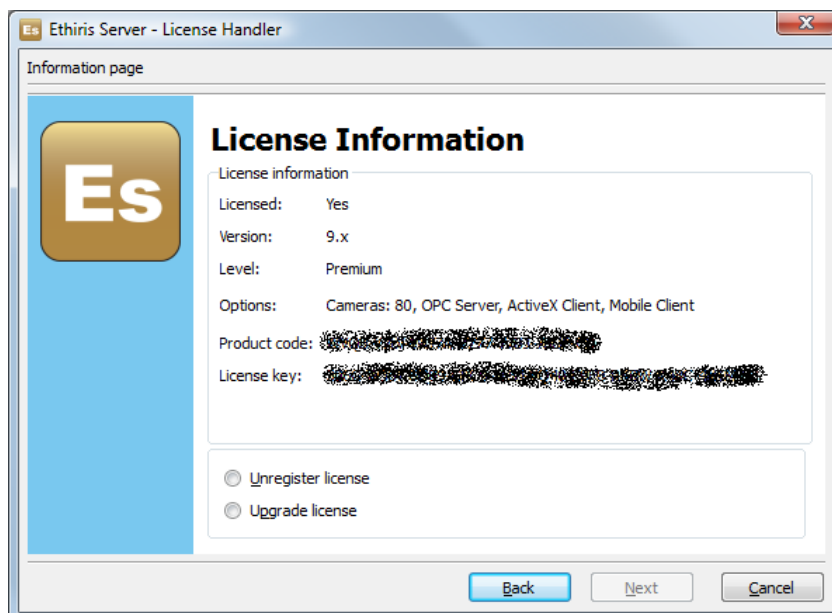 Es Ethiris Server - License Handler
Information page
Es
License Information
License information
Licensed: Yes
Version: 9.x
Level: Premium
Options: Cameras: 80, OPC Server, ActiveX Client, Mobile Client
Product code:
License key:
Unregister license
Upgrade license
Back Next Cancel